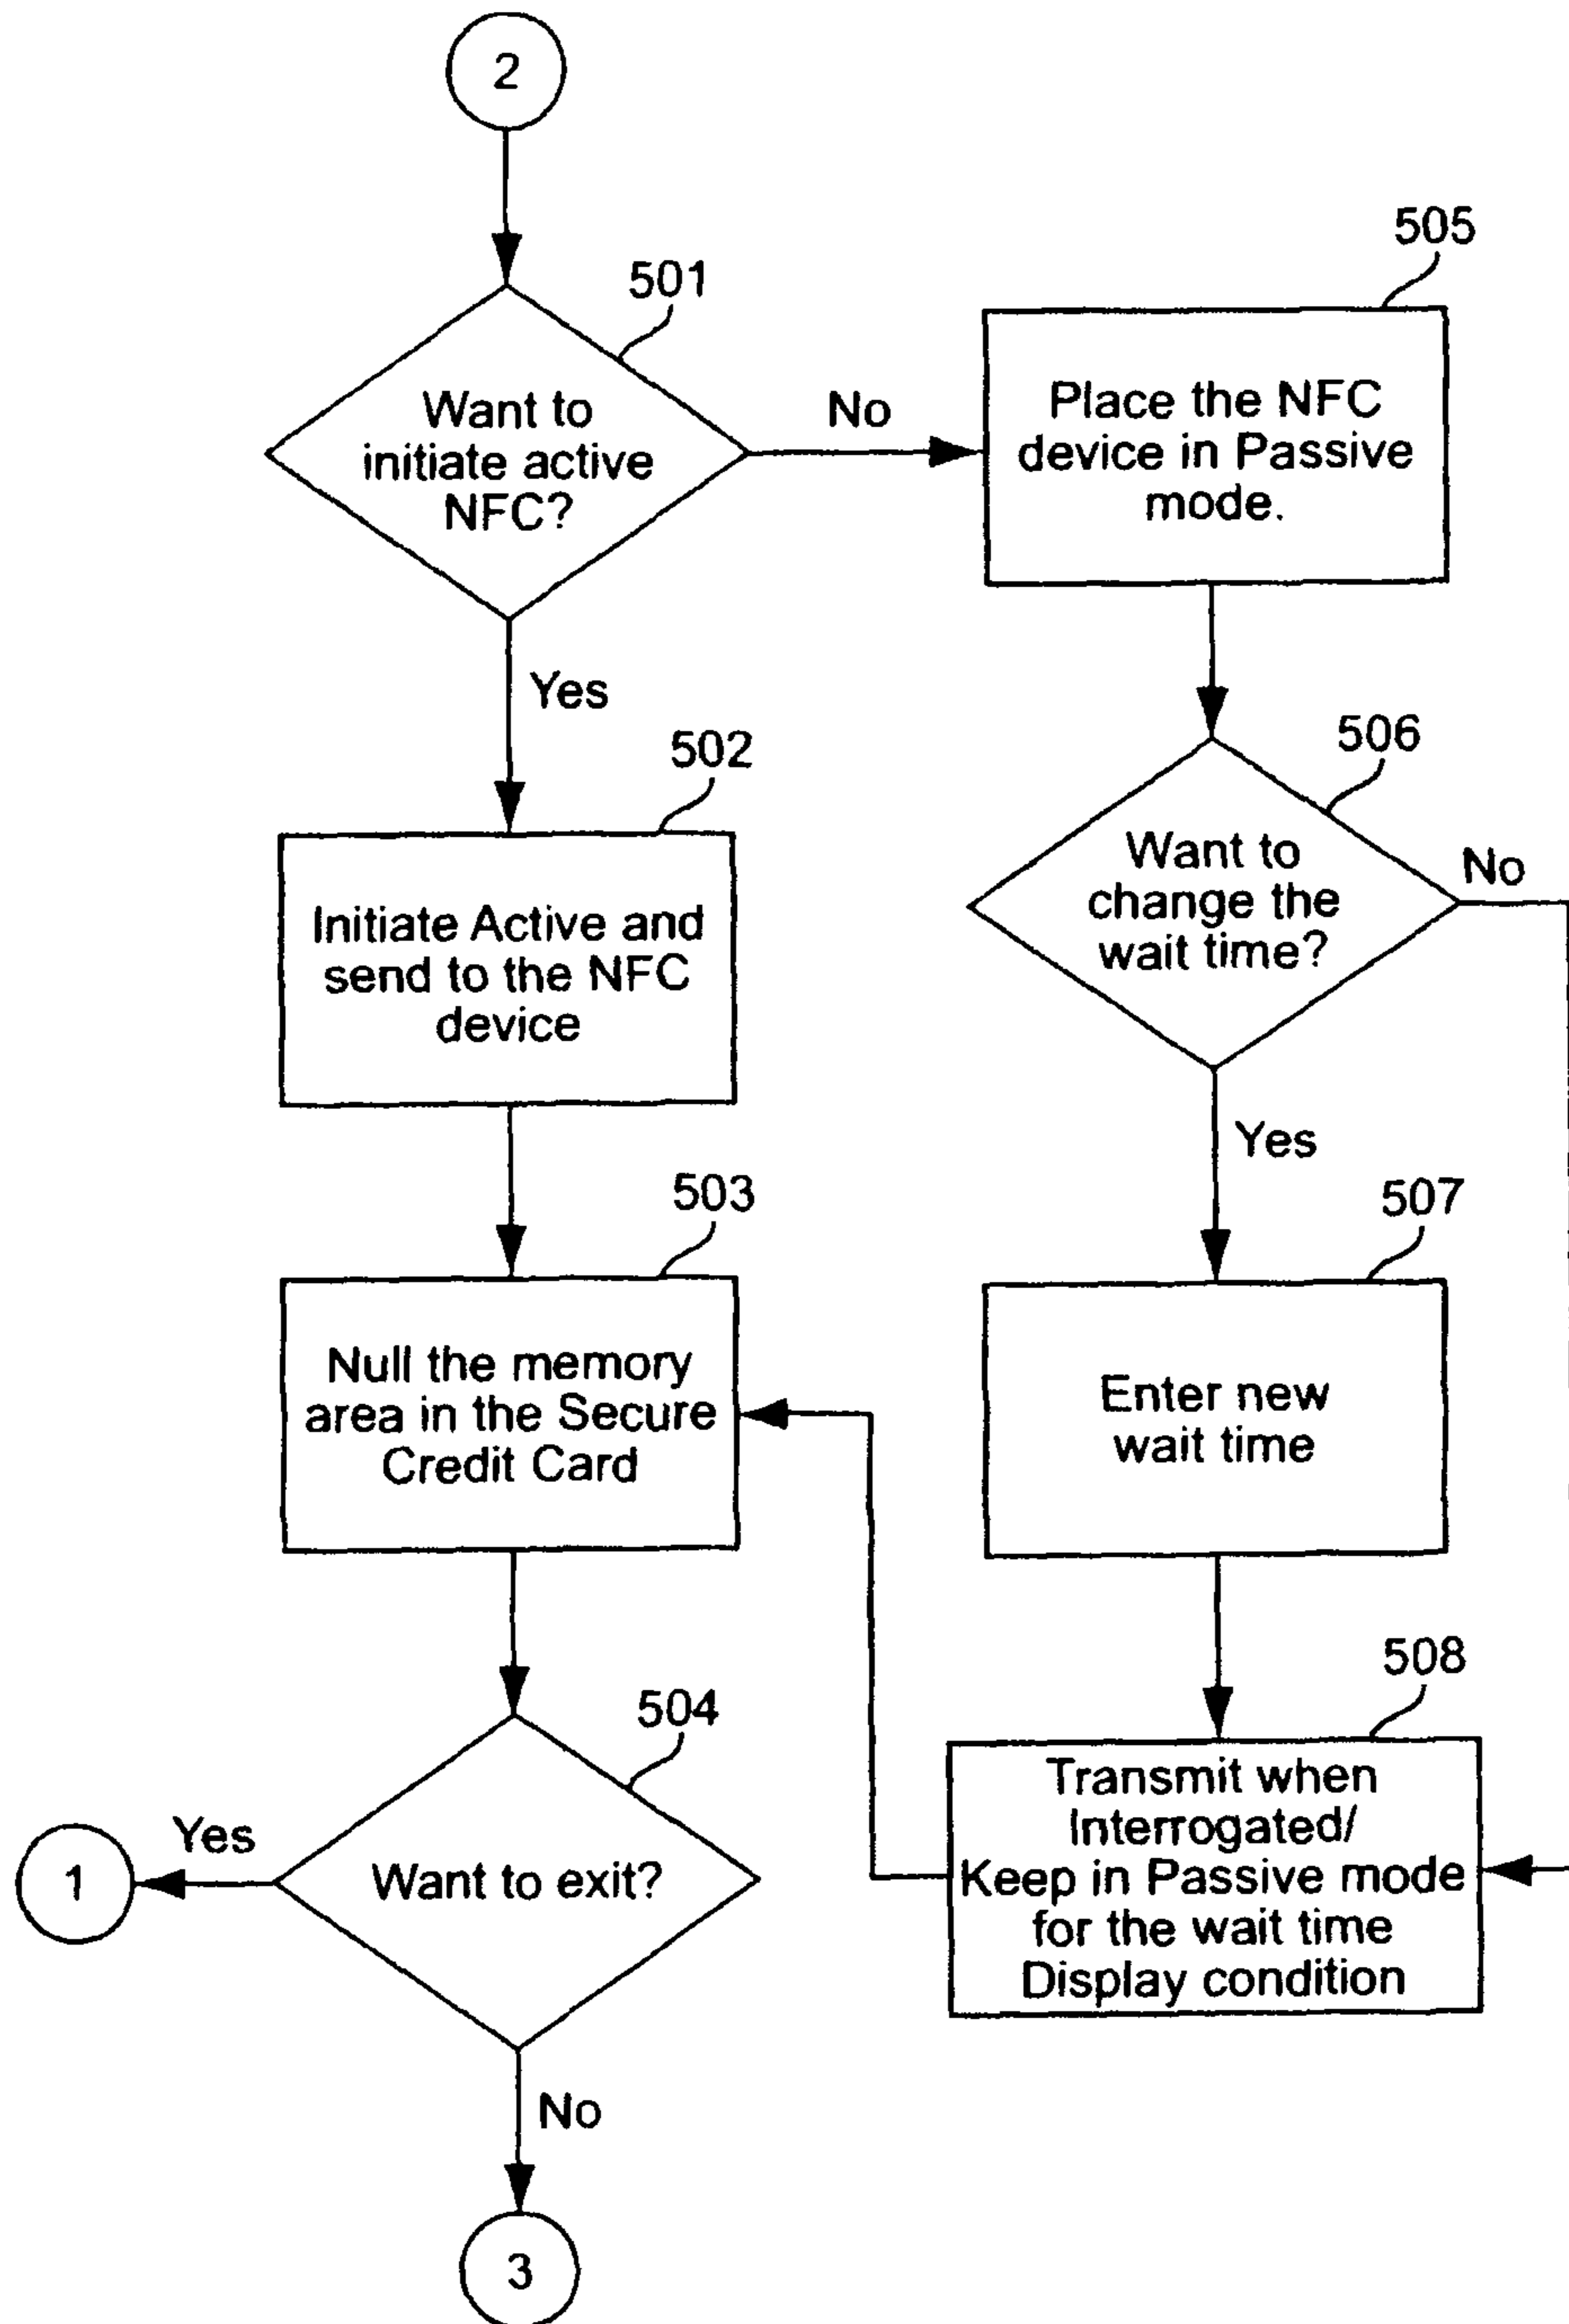 2
501
Want to
initiate active
NFC?
No
505
Place the NFC
device in Passive
mode.
Yes
502
Initiate Active and
send to the NFC
device
506
Want to
change the
wait time?
No
Yes
503
Null the memory
area in the Secure
Credit Card
507
Enter new
wait time
504
Want to exit?
Yes
1
No
3
508
Transmit when
Interrogated/
Keep in Passive mode
for the wait time
Display condition